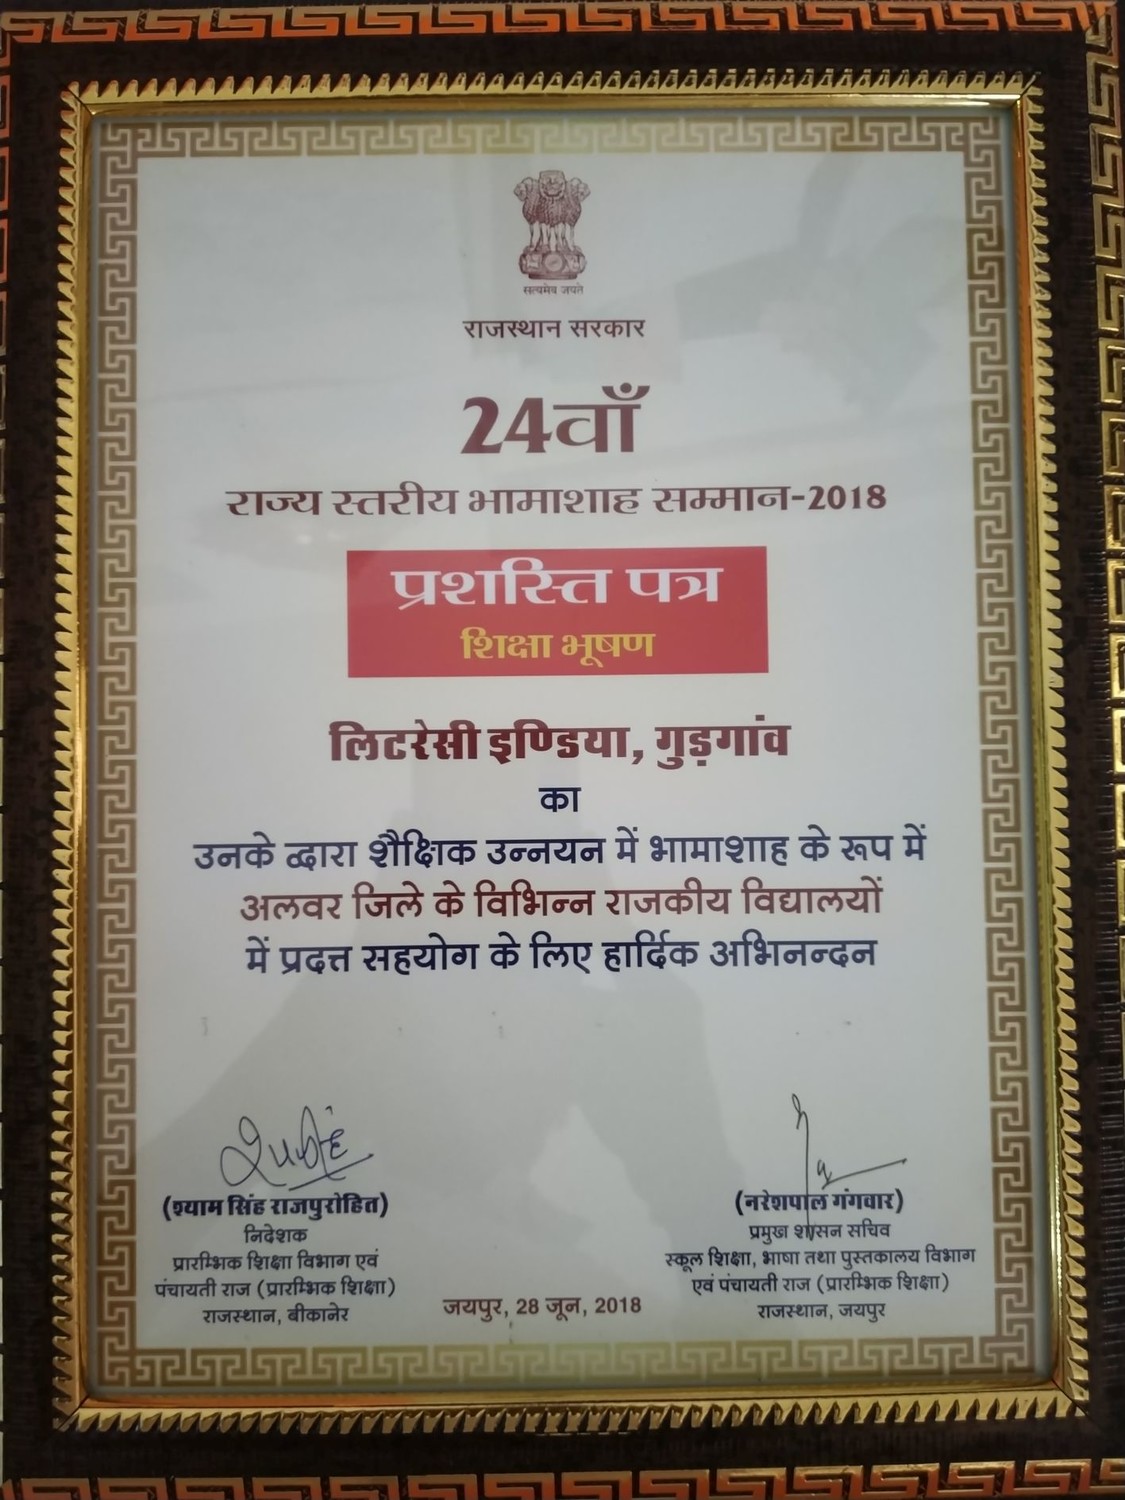 सत्यमेव जयते
राजस्थान सरकार
24वाँ
राज्य स्तरीय भामाशाह सम्मान-2018
प्रशस्ति पत्र
शिक्षा भूषण
लिटरेसी इण्डिया, गुड़गांव
का
उनके द्वारा शैक्षिक उन्नयन में भामाशाह के रूप में
अलवर जिले के विभिन्न राजकीय विद्यालयों
में प्रदत्त सहयोग के लिए हार्दिक अभिनन्दन
(श्याम सिंह राजपुरोहित)
निदेशक
प्रारम्भिक शिक्षा विभाग एवं
पंचायती राज (प्रारम्भिक शिक्षा)
राजस्थान, बीकानेर
जयपुर, 28 जून, 2018
(नरेशपाल गंगवार)
प्रमुख शासन सचिव
स्कूल शिक्षा, भाषा तथा पुस्तकालय विभाग
एवं पंचायती राज (प्रारम्भिक शिक्षा)
राजस्थान, जयपुर